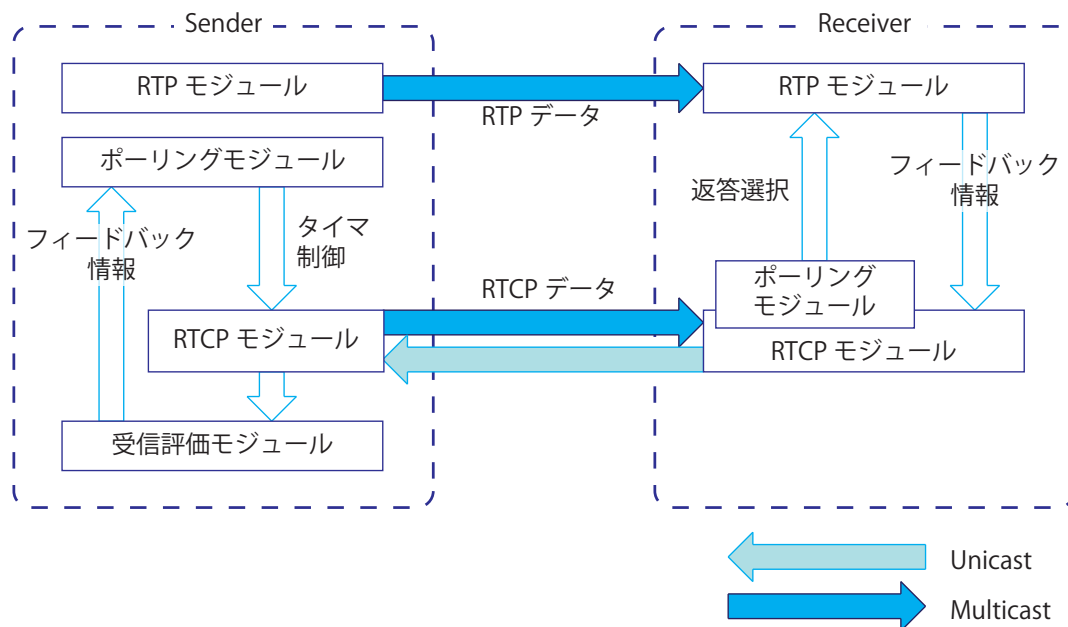 Sender
Receiver
RTP モジュール
RTP データ
RTP モジュール
ポーリングモジュール
フィードバック
情報
タイマ
制御
返答選択
フィードバック
情報
RTCP データ
ポーリング
モジュール
RTCP モジュール
RTCP モジュール
受信評価モジュール
Unicast
Multicast